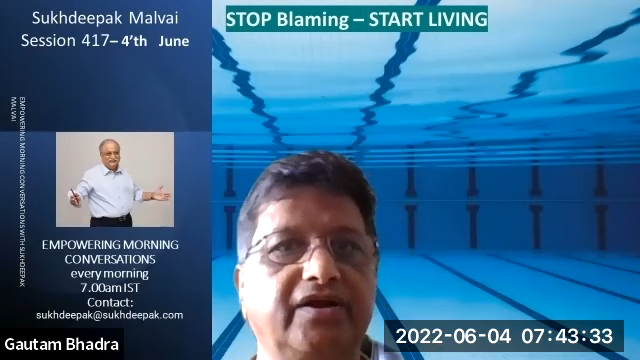 Sukhdeepak Malvai
Session 417– 4'th June
STOP Blaming – START LIVING
EMPOWERING MORNING CONVERSATIONS WITH SUKHDEEPAK
MALVAI
EMPOWERING MORNING
CONVERSATIONS
every morning
7.00am IST
Contact:
sukhdeepak@sukhdeepak.com
Gautam Bhadra
2022-06-04 07:43:33